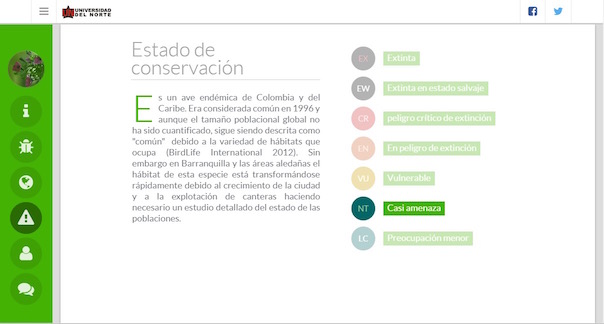 UNIVERSIDAD
DEL NORTE
Estado de
conservación
Es un ave endémica de Colombia y del
Caribe. Era considerada común en 1996 y
aunque el tamaño poblacional global no
ha sido cuantificado, sigue siendo descrita como
"común" debido a la variedad de hábitats que
ocupa (BirdLife International 2012). Sin
embargo en Barranquilla y las áreas aledañas el
hábitat de esta especie está transformándose
rápidamente debido al crecimiento de la ciudad
y a la explotación de canteras haciendo
necesario un estudio detallado del estado de las
poblaciones.
EX Extinta
EW Extinta en estado salvaje
CR peligro crítico de extinción
EN En peligro de extinción
VU Vulnerable
NT Casi amenaza
LC Preocupación menor